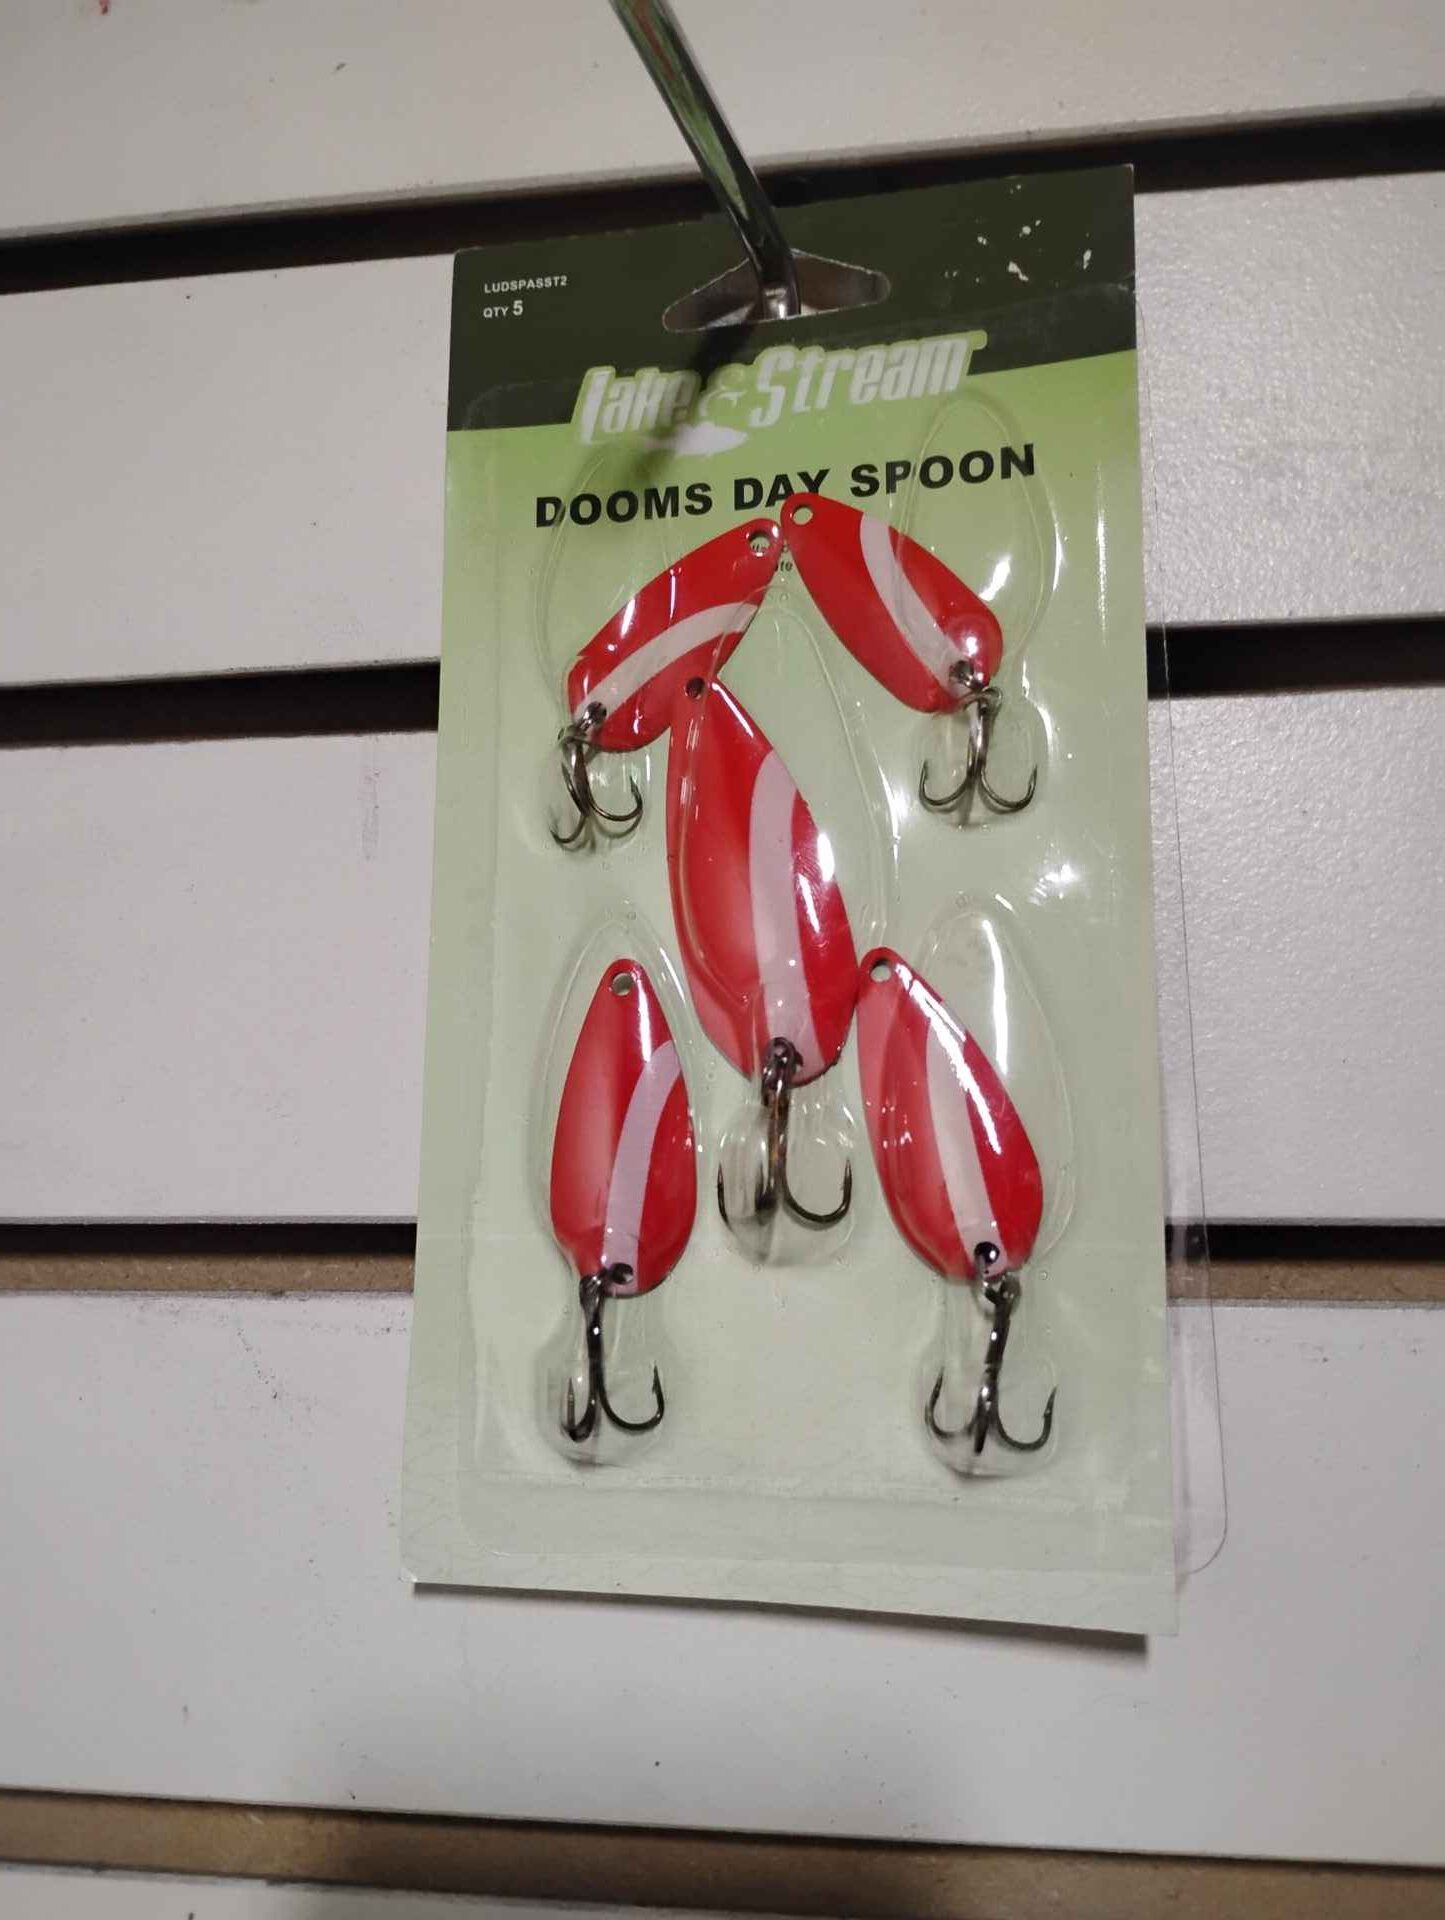 LUDSPASST2
QTY 5
Lake & Stream
DOOMS DAY SPOON